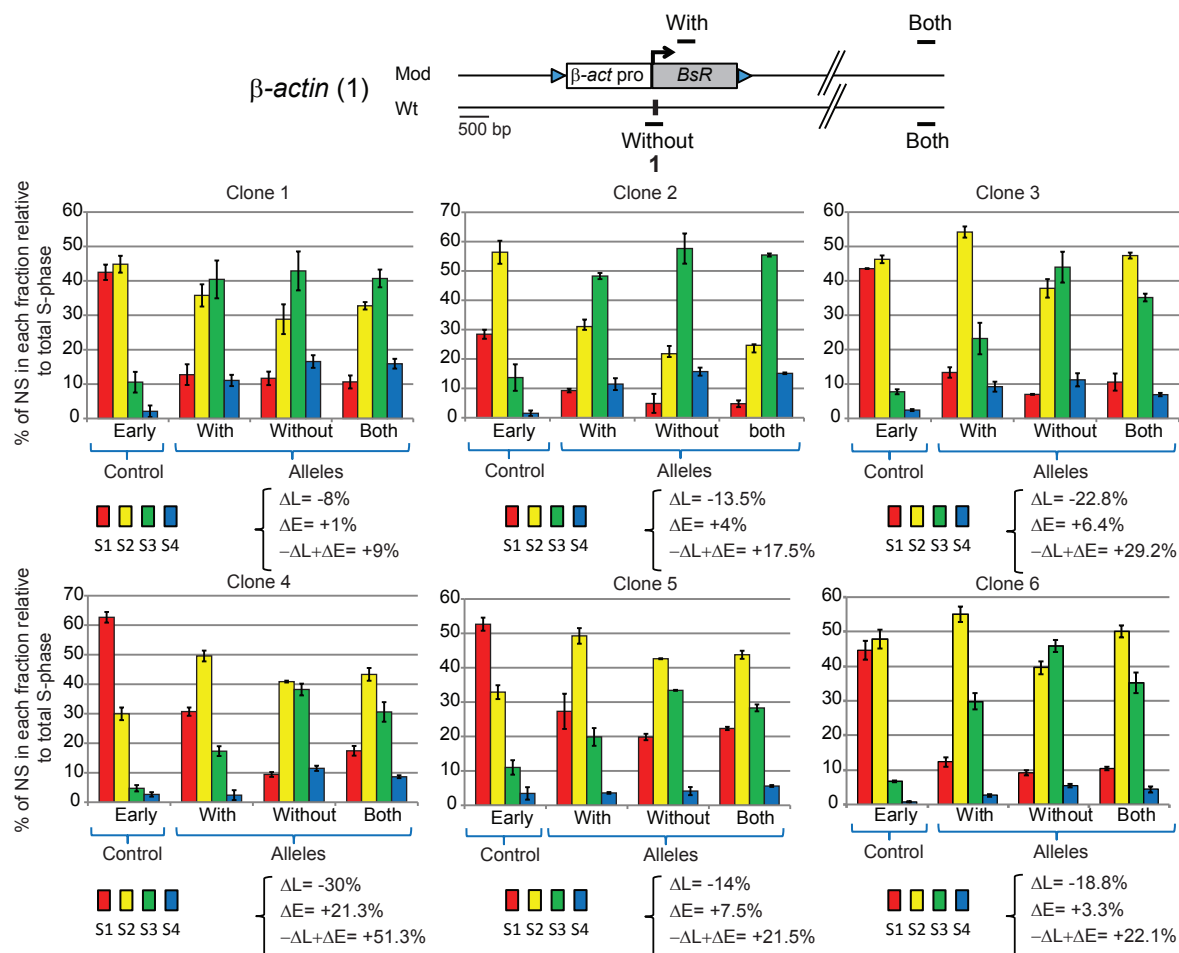 With
Both
β-actin (1)
Mod
β-act pro
BsR
Wt
500 bp
Without
Both
1
% of NS in each fraction relative
to total S-phase
Clone 1
60
50
40
30
20
10
0
Early
With
Without
Both
Control
Alleles
S1 S2 S3 S4
ΔL= -8%
ΔE= +1%
−ΔL+ΔE= +9%
Clone 2
70
60
50
40
30
20
10
0
Early
With
Without
both
Control
Alleles
S1 S2 S3 S4
ΔL= -13.5%
ΔE= +4%
−ΔL+ΔE= +17.5%
Clone 3
60
50
40
30
20
10
0
Early
With
Without
Both
Control
Alleles
S1 S2 S3 S4
ΔL= -22.8%
ΔE= +6.4%
−ΔL+ΔE= +29.2%
% of NS in each fraction relative
to total S-phase
Clone 4
70
60
50
40
30
20
10
0
Early
With
Without
Both
Control
Alleles
S1 S2 S3 S4
ΔL= -30%
ΔE= +21.3%
−ΔL+ΔE= +51.3%
Clone 5
60
50
40
30
20
10
0
Early
With
Without
Both
Control
Alleles
S1 S2 S3 S4
ΔL= -14%
ΔE= +7.5%
−ΔL+ΔE= +21.5%
Clone 6
60
50
40
30
20
10
0
Early
With
Without
Both
Control
Alleles
S1 S2 S3 S4
ΔL= -18.8%
ΔE= +3.3%
−ΔL+ΔE= +22.1%